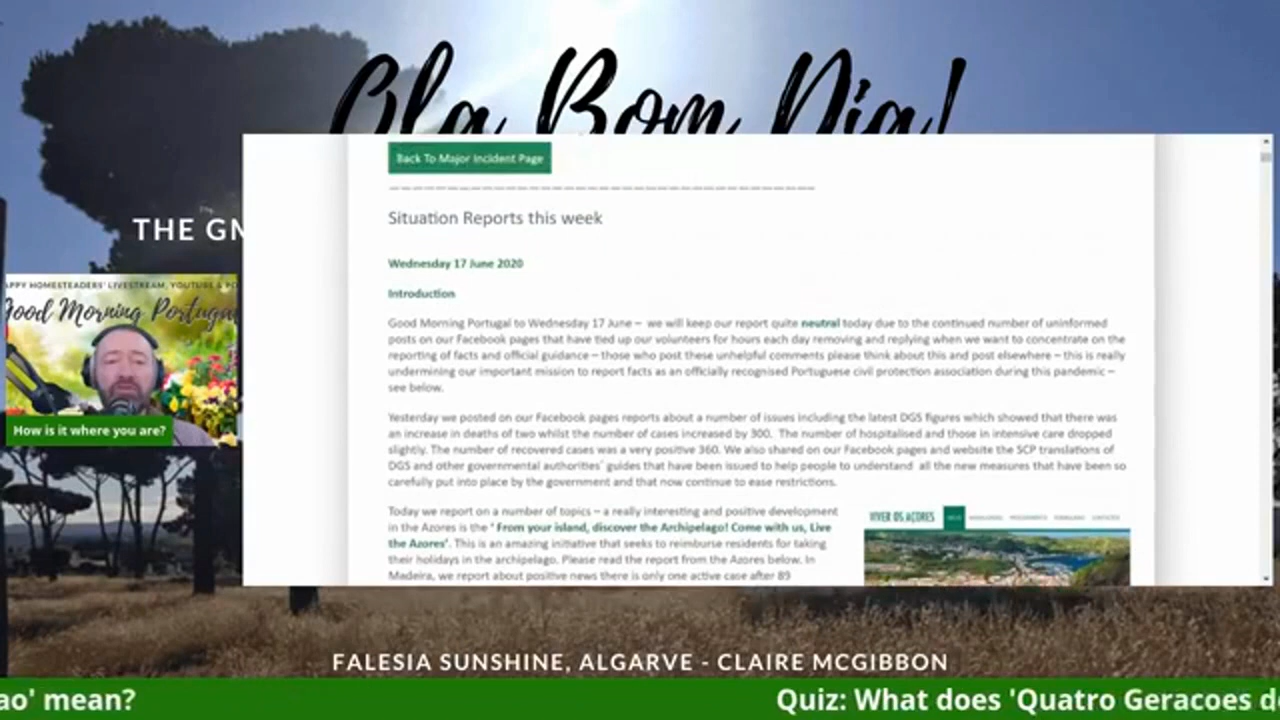 Ola Bom Dia!
Back To Major Incident Page
Situation Reports this week
THE GM
Wednesday 17 June 2020
Introduction
APPY HOMESTEADERS' LIVESTREAM, YOUTUBE & PO
Good Morning Portugal
Good Morning Portugal to Wednesday 17 June – we will keep our report quite neutral today due to the continued number of uninformed
posts on our Facebook pages that have tied up our volunteers for hours each day removing and replying when we want to concentrate on the
reporting of facts and official guidance – those who post these unhelpful comments please think about this and post elsewhere – this is really
undermining our important mission to report facts as an officially recognised Portuguese civil protection association during this pandemic –
see below.
How is it where you are?
Yesterday we posted on our Facebook pages reports about a number of issues including the latest DGS figures which showed that there was
an increase in deaths of two whilst the number of cases increased by 300. The number of hospitalised and those in intensive care dropped
slightly. The number of recovered cases was a very positive 360. We also shared on our Facebook pages and website the SCP translations of
DGS and other governmental authorities´ guides that have been issued to help people to understand all the new measures that have been so
carefully put into place by the government and that now continue to ease restrictions.
Today we report on a number of topics – a really interesting and positive development
in the Azores is the ‘ From your island, discover the Archipelago! Come with us, Live
the Azores’. This is an amazing initiative that seeks to reimburse residents for taking
their holidays in the archipelago. Please read the report from the Azores below. In
Madeira, we report about positive news there is only one active case after 89
VIVER OS AÇORES
FALESIA SUNSHINE, ALGARVE - CLAIRE MCGIBBON
ao' mean?
Quiz: What does 'Quatro Geracoes d